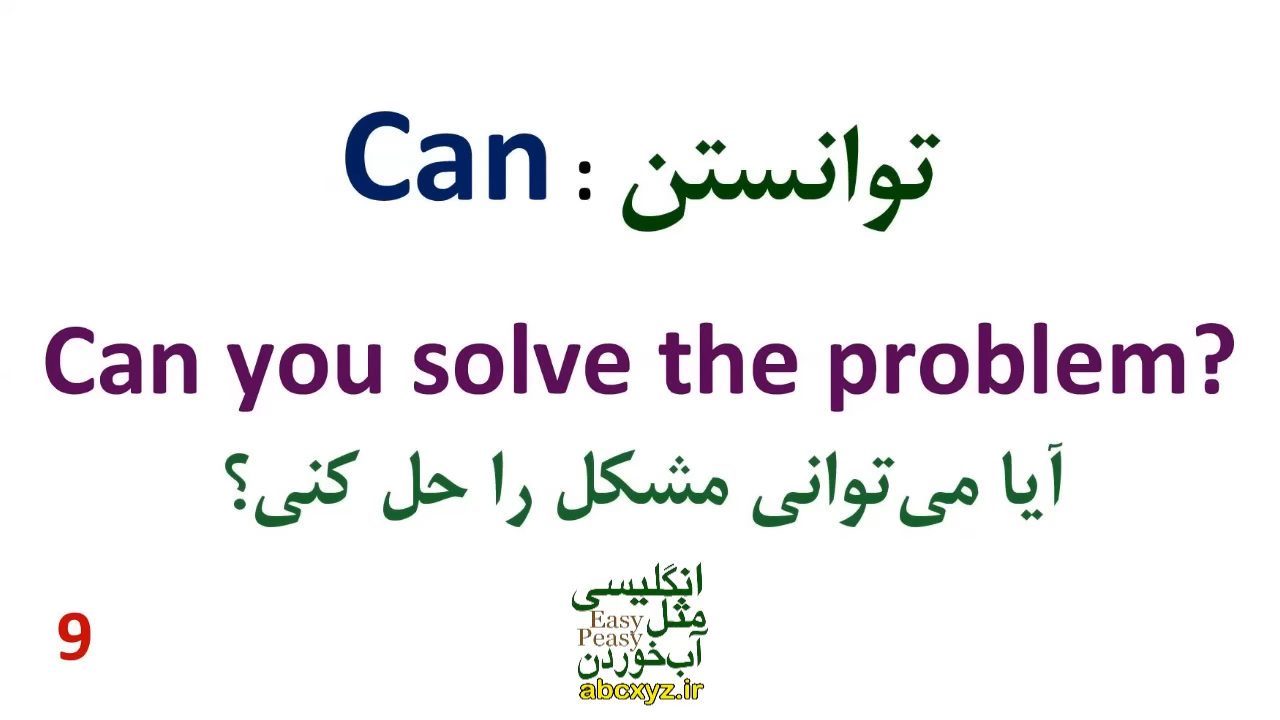 Can : توانستن
Can you solve the problem?
آیا می‌توانی مشکل را حل کنی؟
9
انگلیسی
مثل Easy
Peasy
آب‌خوردن
abcxyz.ir